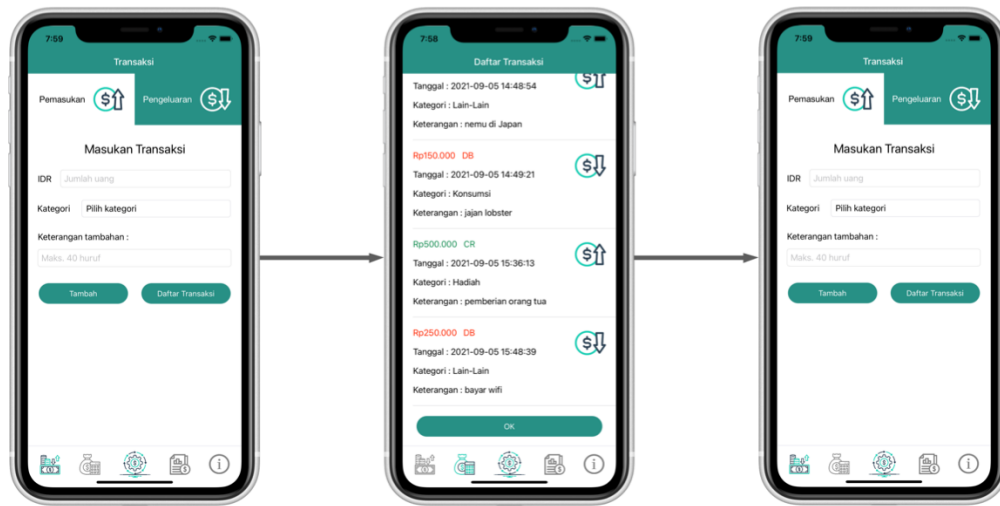 7:59
Transaksi
Pemasukan
Pengeluaran
Masukan Transaksi
IDR Jumlah uang
Kategori Pilih kategori
Keterangan tambahan :
Maks. 40 huruf
Tambah Daftar Transaksi
7:58
Daftar Transaksi
Tanggal : 2021-09-05 14:48:54
Kategori : Lain-Lain
Keterangan : nemu di Japan
Rp150.000 DB
Tanggal : 2021-09-05 14:49:21
Kategori : Konsumsi
Keterangan : jajan lobster
Rp500.000 CR
Tanggal : 2021-09-05 15:36:13
Kategori : Hadiah
Keterangan : pemberian orang tua
Rp250.000 DB
Tanggal : 2021-09-05 15:48:39
Kategori : Lain-Lain
Keterangan : bayar wifi
OK
7:59
Transaksi
Pemasukan
Pengeluaran
Masukan Transaksi
IDR Jumlah uang
Kategori Pilih kategori
Keterangan tambahan :
Maks. 40 huruf
Tambah Daftar Transaksi